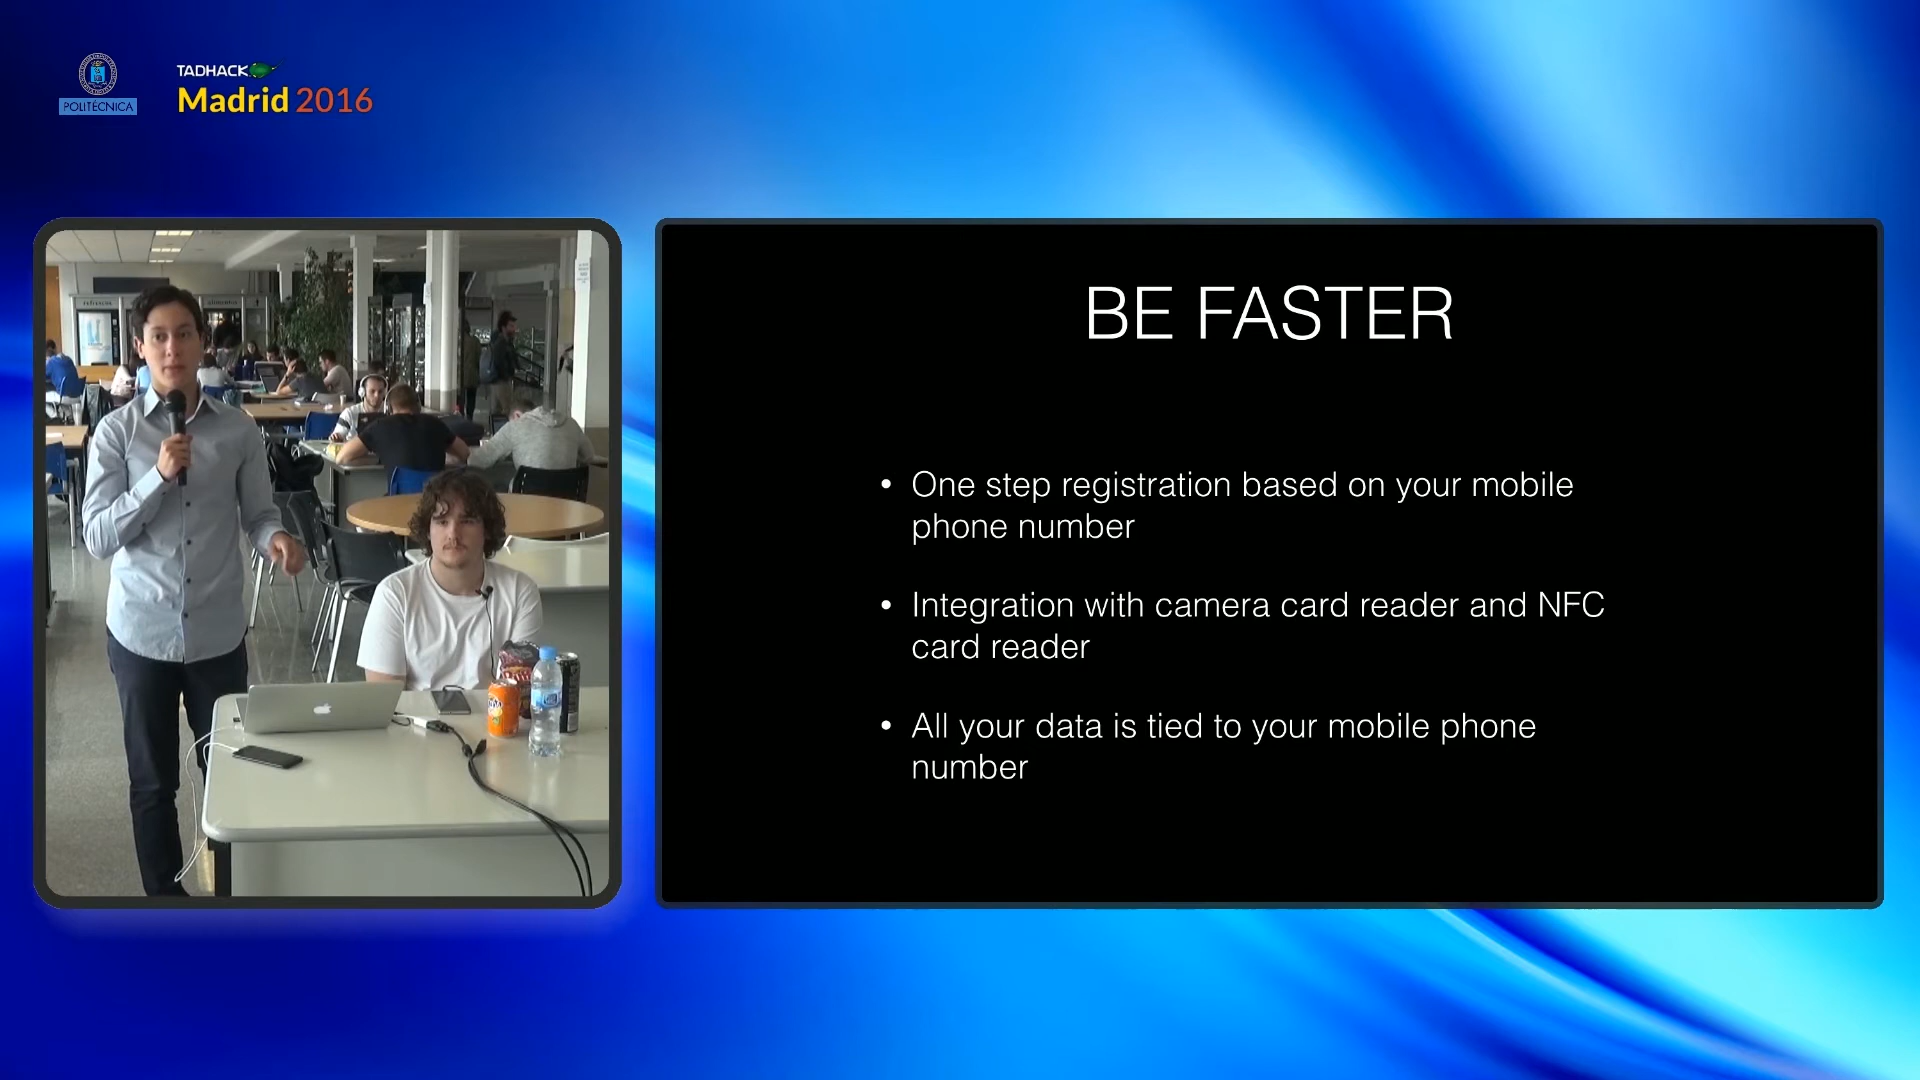 POLITÉCNICA
TADHACK
Madrid 2016
BE FASTER
• One step registration based on your mobile
phone number
• Integration with camera card reader and NFC
card reader
• All your data is tied to your mobile phone
number